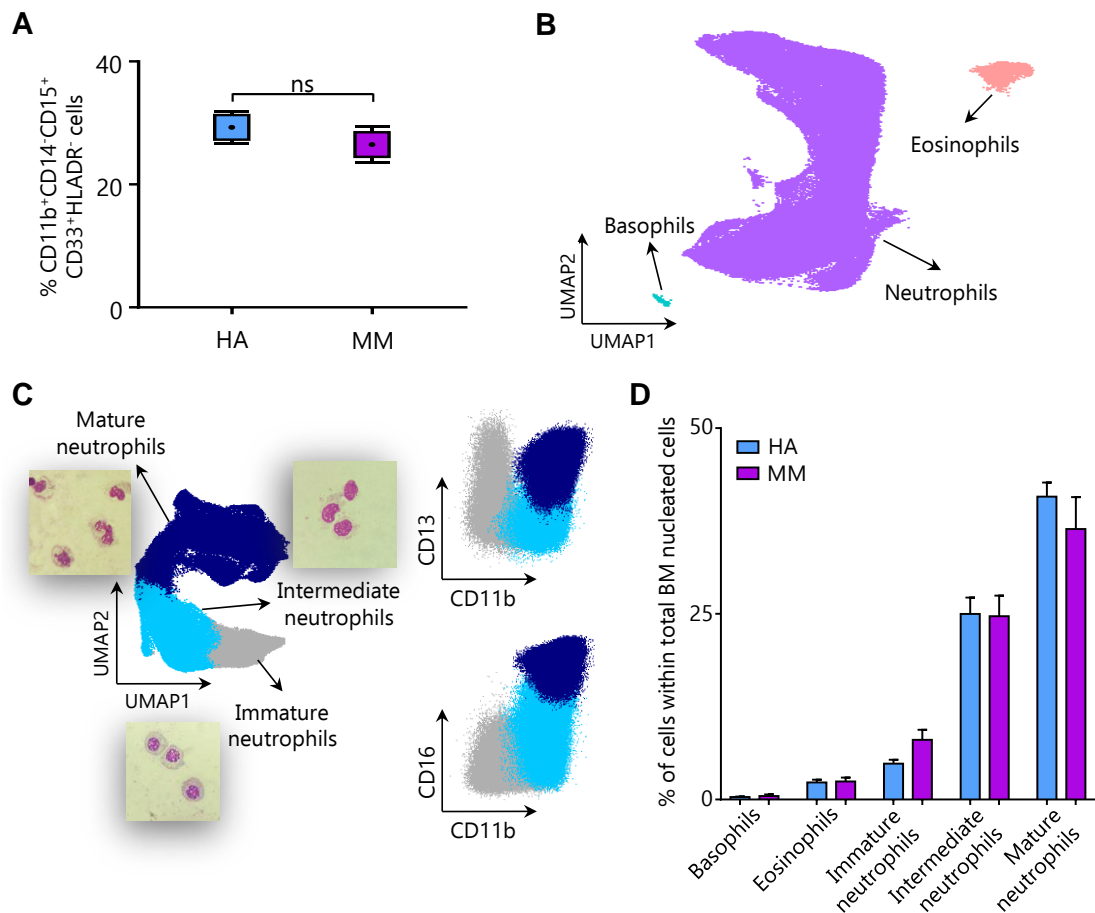 A
% CD11b⁺CD14⁻CD15⁺
CD33⁺HLADR⁻ cells
40
20
0
ns
HA
MM
B
Eosinophils
Basophils
Neutrophils
UMAP2
UMAP1
C
Mature
neutrophils
Intermediate
neutrophils
Immature
neutrophils
UMAP2
UMAP1
CD13
CD11b
CD16
CD11b
D
% of cells within total BM nucleated cells
50
25
0
HA
MM
Basophils
Eosinophils
Immature
neutrophils
Intermediate
neutrophils
Mature
neutrophils